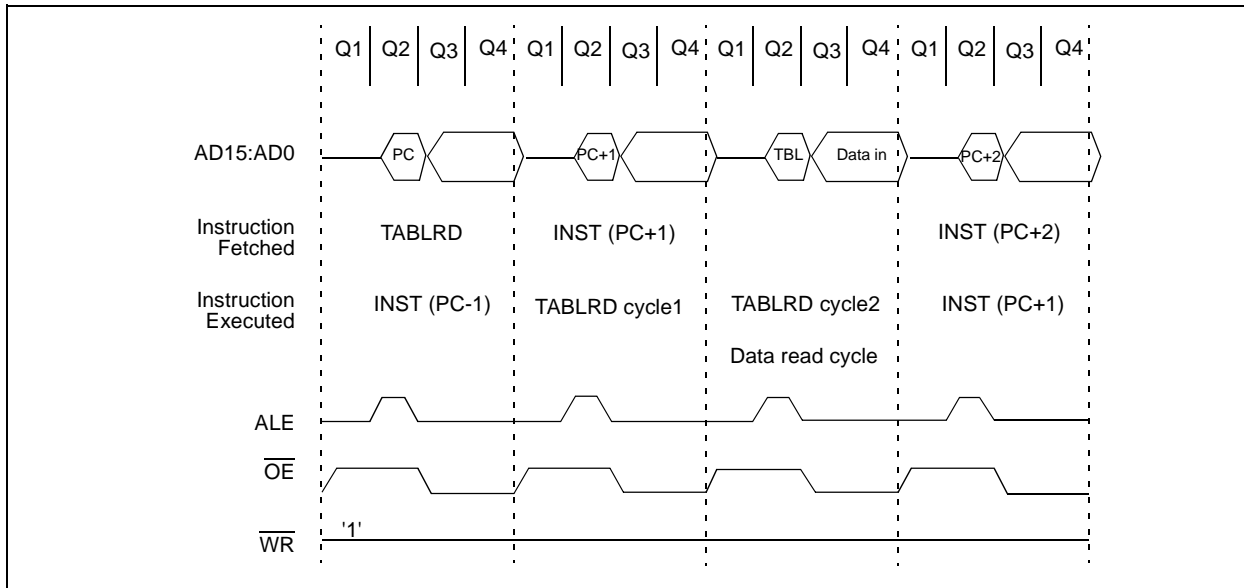 Q1 Q2 Q3 Q4 Q1 Q2 Q3 Q4 Q1 Q2 Q3 Q4 Q1 Q2 Q3 Q4
AD15:AD0 PC PC+1 TBL Data in PC+2
Instruction
Fetched
TABLRD INST (PC+1) INST (PC+2)
Instruction
Executed
INST (PC-1) TABLRD cycle1 TABLRD cycle2 INST (PC+1)
Data read cycle
ALE
OE
'1'
WR